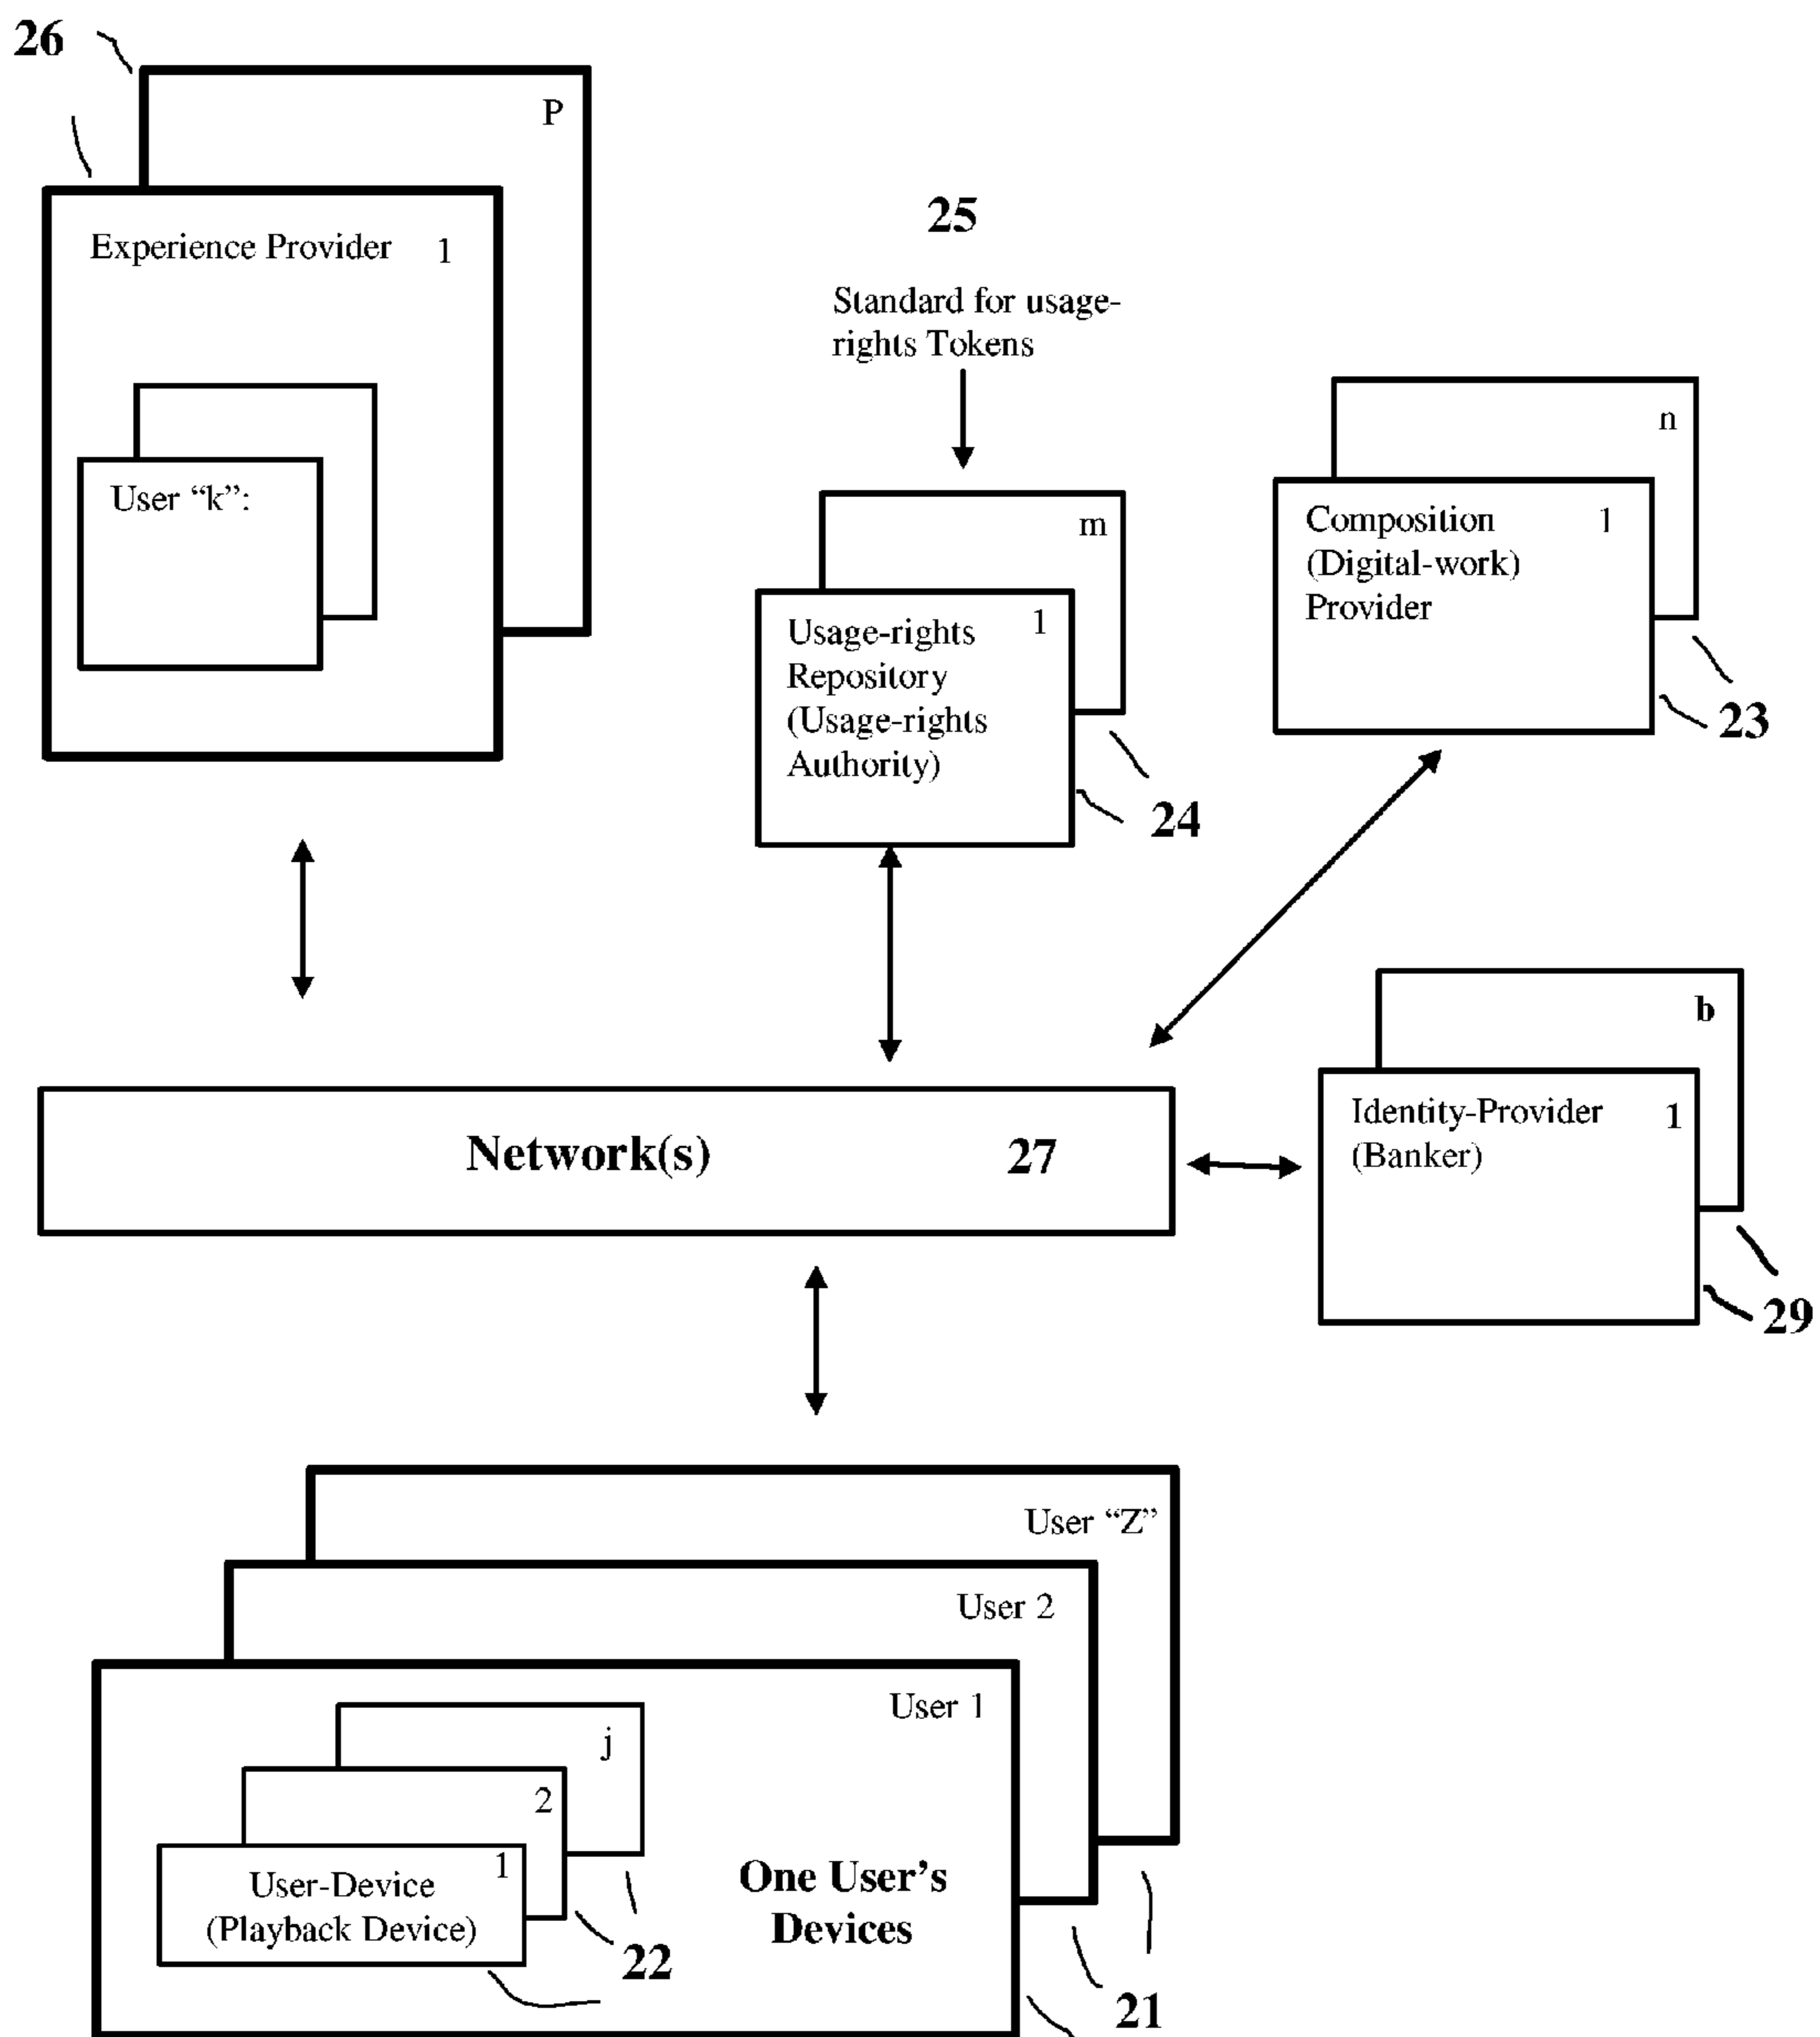 26
P
Experience Provider 1
User “k”:
25
Standard for usage-
rights Tokens
m
Usage-rights 1
Repository
(Usage-rights
Authority)
24
n
Composition 1
(Digital-work)
Provider
23
b
Identity-Provider 1
(Banker)
29
Network(s) 27
User “Z”
User 2
User 1
j
2
1
User-Device
(Playback Device)
22
One User’s
Devices
21